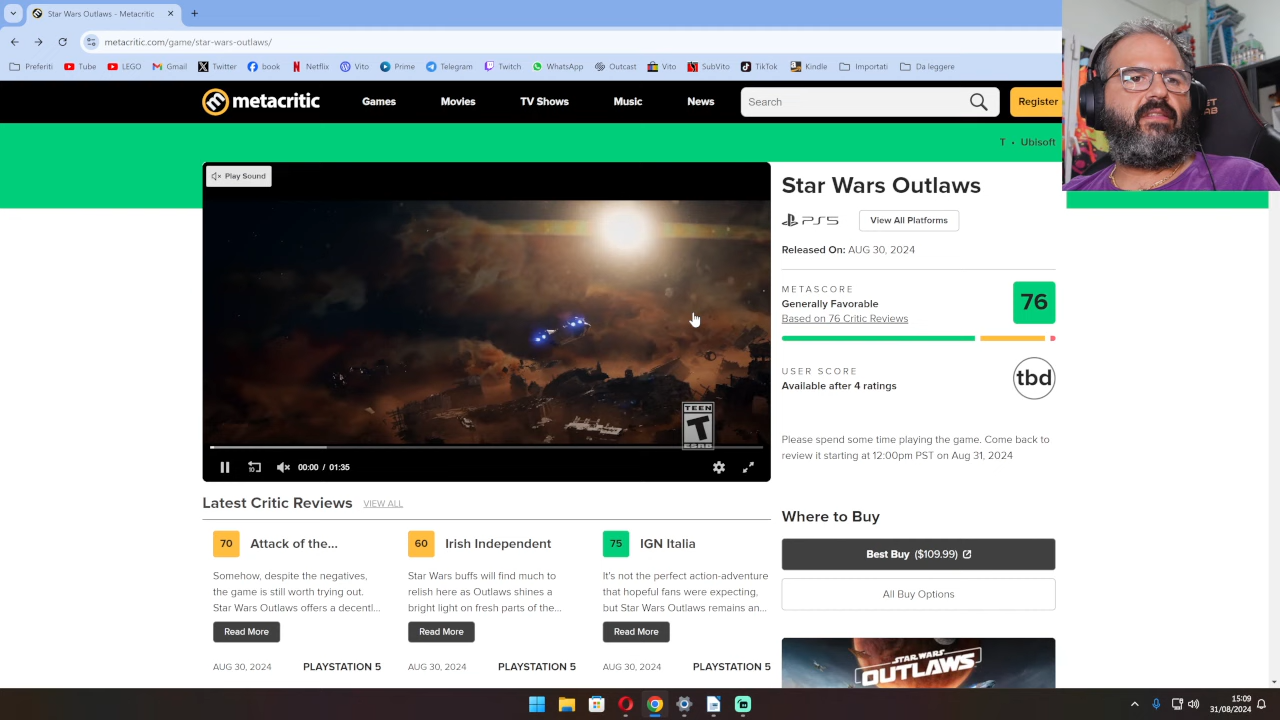 Star Wars Outlaws - Metacritic
metacritic.com/game/star-wars-outlaws/
Preferiti Tube LEGO Gmail Twitter book Netflix Vito Prime Telegram Twitch WhatsApp Outcast Vito SubVito TikTok Kindle Importati Da leggere
metacritic Games Movies TV Shows Music News Search Register
T • Ubisoft
Play Sound
Star Wars Outlaws
PS5 View All Platforms
Released On: AUG 30, 2024
METASCORE
Generally Favorable
Based on 76 Critic Reviews
76
USER SCORE
Available after 4 ratings
tbd
TEEN
T
ESRB
Please spend some time playing the game. Come back to
review it starting at 12:00pm PST on Aug 31, 2024
10
00:00 / 01:35
Latest Critic Reviews VIEW ALL
70 Attack of the...
Somehow, despite the negatives,
the game is still worth trying out.
Star Wars Outlaws offers a decentl...
Read More
AUG 30, 2024 PLAYSTATION 5
60 Irish Independent
Star Wars buffs will find much to
relish here as Outlaws shines a
bright light on fresh parts of the...
Read More
AUG 30, 2024 PLAYSTATION 5
75 IGN Italia
It's not the perfect action-adventure
that hopeful fans were expecting,
but Star Wars Outlaws remains an...
Read More
AUG 30, 2024 PLAYSTATION 5
Where to Buy
Best Buy ($109.99)
All Buy Options
STAR WARS
OUTLAWS
15:09
31/08/2024